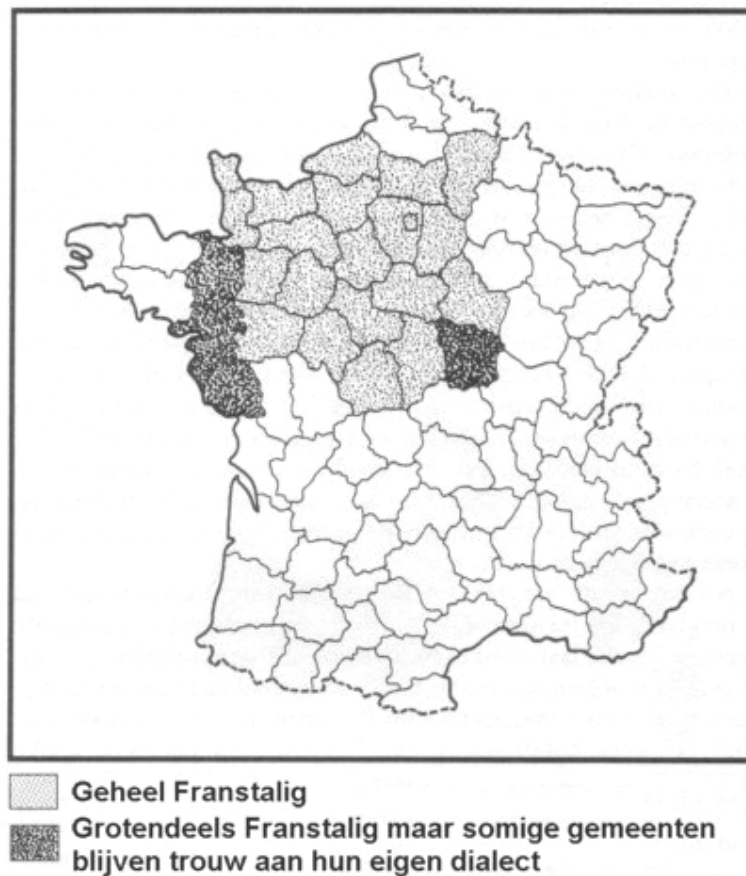 Geheel Franstalig
Grotendeels Franstalig maar somige gemeenten
blijven trouw aan hun eigen dialect